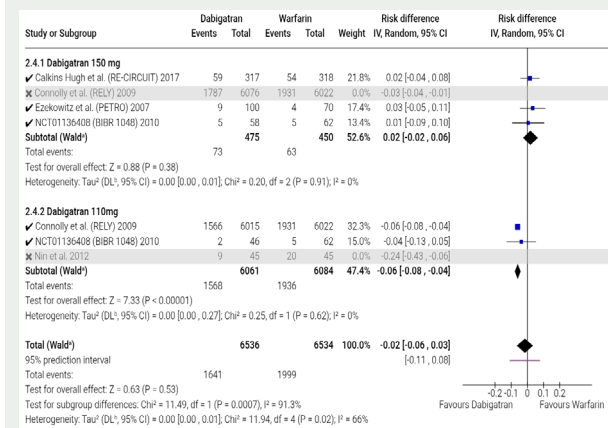 Dabigatran Warfarin Risk difference Risk difference
Study or Subgroup Events Total Events Total Weight IV, Random, 95% CI IV, Random, 95% CI
2.4.1 Dabigatran 150 mg
✔ Calkins Hugh et al. (RE-CIRCUIT) 2017 59 317 54 318 21.8% 0.02 [-0.04 , 0.08]
✖ Connolly et al. (RELY) 2009 1787 6076 1931 6022 0.0% -0.03 [-0.04 , -0.01]
✔ Ezekowitz et al. (PETRO) 2007 9 100 4 70 17.4% 0.03 [-0.05 , 0.11]
✔ NCT01136408 (BIBR 1048) 2010 5 58 5 62 13.4% 0.01 [-0.09 , 0.10]
Subtotal (Waldᵃ) 475 450 52.6% 0.02 [-0.02 , 0.06]
Total events: 73 63
Test for overall effect: Z = 0.88 (P = 0.38)
Heterogeneity: Tau² (DLᵇ, 95% CI) = 0.00 [0.00 , 0.01]; Chi² = 0.20, df = 2 (P = 0.91); I² = 0%
2.4.2 Dabigatran 110mg
✔ Connolly et al. (RELY) 2009 1566 6015 1931 6022 32.3% -0.06 [-0.08 , -0.04]
✔ NCT01136408 (BIBR 1048) 2010 2 46 5 62 15.0% -0.04 [-0.13 , 0.05]
✖ Nin et al. 2012 9 45 20 45 0.0% -0.24 [-0.43 , -0.06]
Subtotal (Waldᵃ) 6061 6084 47.4% -0.06 [-0.08 , -0.04]
Total events: 1568 1936
Test for overall effect: Z = 7.33 (P < 0.00001)
Heterogeneity: Tau² (DLᵇ, 95% CI) = 0.00 [0.00 , 0.27]; Chi² = 0.25, df = 1 (P = 0.62); I² = 0%
Total (Waldᵃ) 6536 6534 100.0% -0.02 [-0.06 , 0.03]
95% prediction interval [-0.11 , 0.08]
Total events: 1641 1999
Test for overall effect: Z = 0.63 (P = 0.53)
-0.2 -0.1 0 0.1 0.2
Test for subgroup differences: Chi² = 11.49, df = 1 (P = 0.0007), I² = 91.3%
Favours Dabigatran Favours Warfarin
Heterogeneity: Tau² (DLᵇ, 95% CI) = 0.00 [0.00 , 0.01]; Chi² = 11.94, df = 4 (P = 0.02); I² = 66%